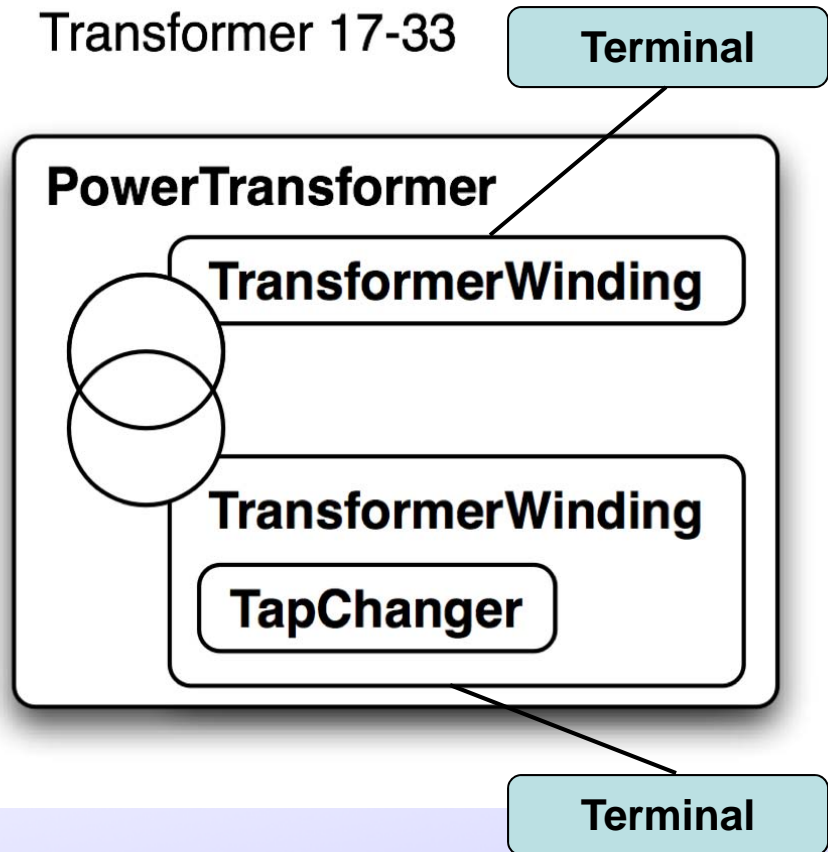 Transformer 17-33
Terminal
PowerTransformer
TransformerWinding
TransformerWinding
TapChanger
Terminal